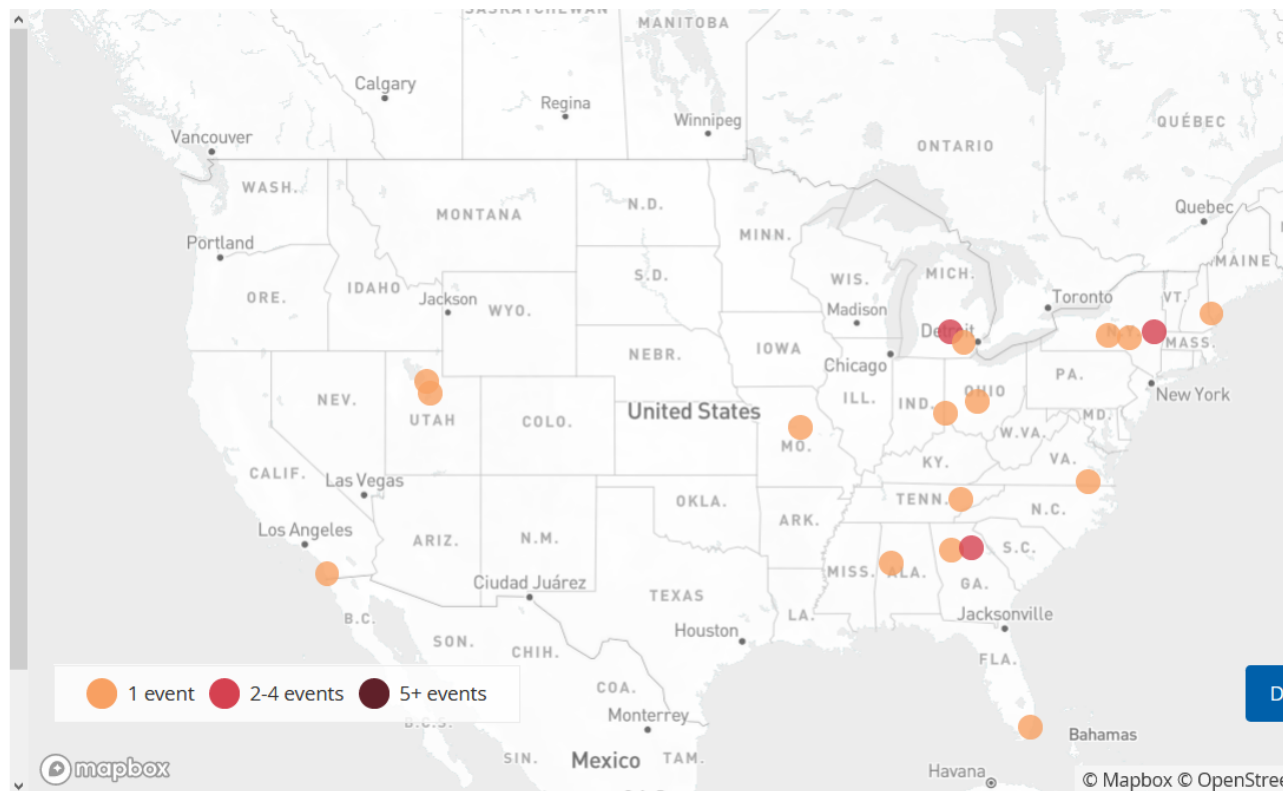 SASKATCHEWAN
MANITOBA
Calgary
Regina
Winnipeg
QUÉBEC
Vancouver
ONTARIO
WASH.
Quebec
MONTANA
N.D.
MINN.
Portland
MAINE
S.D.
MICH.
IDAHO
WIS.
ORE.
Jackson
WYO.
Madison
Toronto
VT.
Detroit
N.Y.
MASS.
NEBR.
IOWA
Chicago
PA.
NEV.
UTAH
COLO.
United States
ILL.
IND.
OHIO
New York
MD.
MO.
W.VA.
CALIF.
KY.
VA.
Las Vegas
OKLA.
TENN.
N.C.
Los Angeles
ARIZ.
N.M.
ARK.
S.C.
MISS.
ALA.
GA.
Ciudad Juárez
TEXAS
B.C.
LA.
Jacksonville
SON.
Houston
CHIH.
FLA.
COA.
1 event
2-4 events
5+ events
D
B.C.S.
Monterrey
Bahamas
SIN.
Mexico
TAM.
mapbox
Havana
© Mapbox © OpenStree